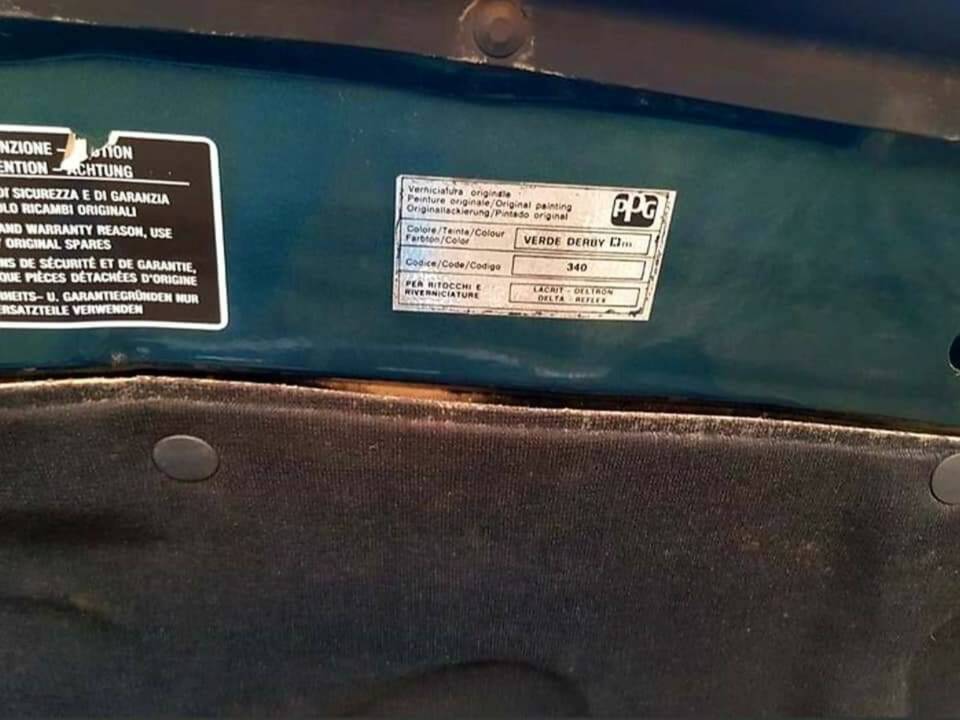 NZIONE – TION
ENTION – ACHTUNG
DI SICUREZZA E DI GARANZIA
OLO RICAMBI ORIGINALI
AND WARRANTY REASON, USE
ORIGINAL SPARES
NS DE SÉCURITÉ ET DE GARANTIE,
QUE PIÈCES DÉTACHÉES D'ORIGINE
RHEITS– U. GARANTIEGRÜNDEN NUR
ERSATZTEILE VERWENDEN
Verniciatura originale
Peinture originale/Original painting
Originallackierung/Pintado original
PPG
Colore/Teinte/Colour
Farbton/Color
VERDE DERBY
Codice/Code/Codigo
340
PER RITOCCHI E
RIVERNICIATURE
LACRIT - DELTRON
DELTA - REFLEX